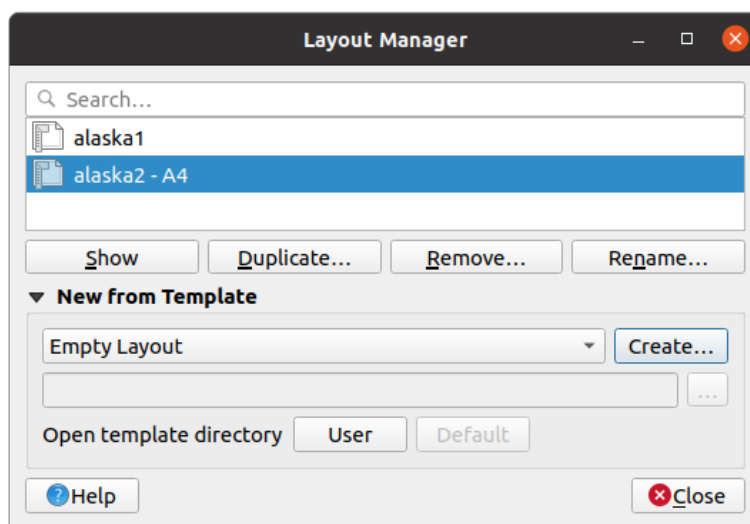 Layout Manager
Search…
alaska1
alaska2 - A4
Show Duplicate… Remove… Rename…
New from Template
Empty Layout Create…
…
Open template directory User Default
Help Close